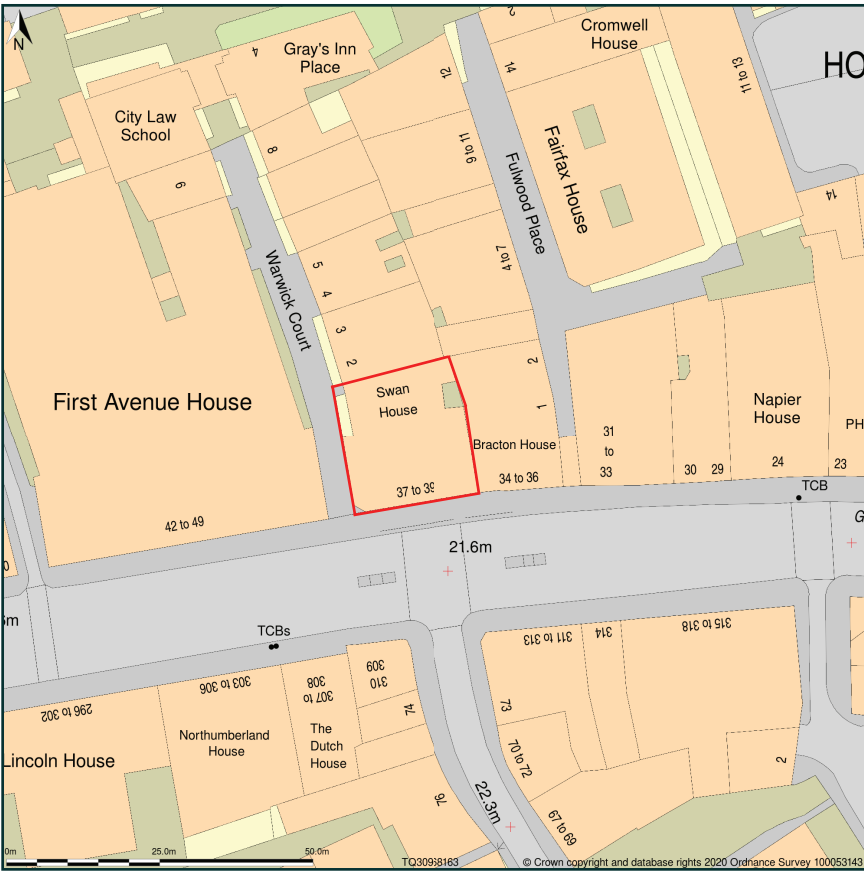 N
4
Gray's Inn
Place
Cromwell
House
2
12
14
11 to 13
HO
City Law
School
8
9 to 11
Fulwood Place
Fairfax House
6
14
4 to 7
5
4
Warwick Court
3
2
2
First Avenue House
Swan
House
1
Napier
House
PH
31
to
33
Bracton House
30
29
24
23
37 to 39
34 to 36
TCB
42 to 49
G
21.6m
TCBs
315 to 318
314
311 to 313
309
310
308
307 to
303 to 306
296 to 302
74
73
Northumberland
House
The
Dutch
House
Lincoln House
70 to 72
2
76
22.3m
67 to 69
0m
25.0m
50.0m
TQ30998163
© Crown copyright and database rights 2020 Ordnance Survey 100053143